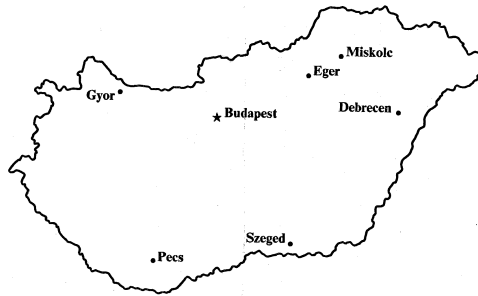 Miskolc
Eger
Gyor
Budapest
Debrecen
Szeged
Pecs